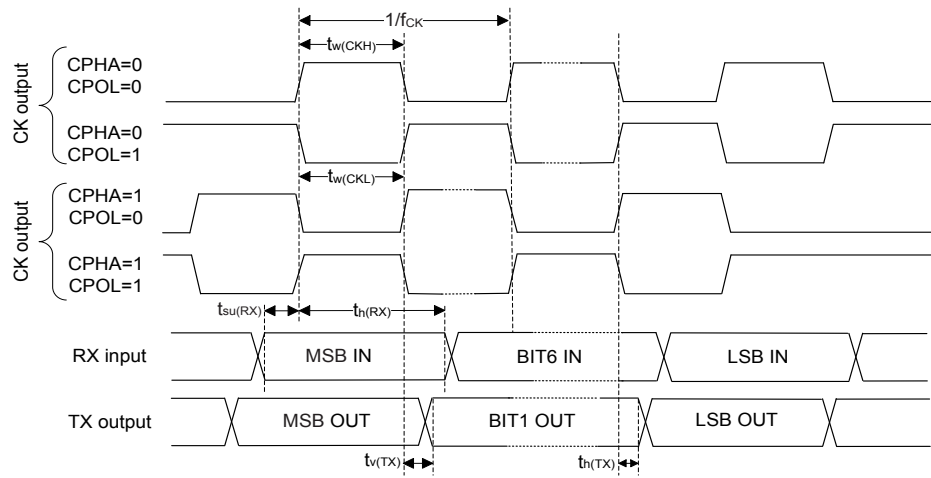 1/fCK
tw(CKH)
CK output
CPHA=0
CPOL=0
CPHA=0
CPOL=1
tw(CKL)
CK output
CPHA=1
CPOL=0
CPHA=1
CPOL=1
tsu(RX)
th(RX)
RX input
MSB IN
BIT6 IN
LSB IN
TX output
MSB OUT
BIT1 OUT
LSB OUT
tv(TX)
th(TX)